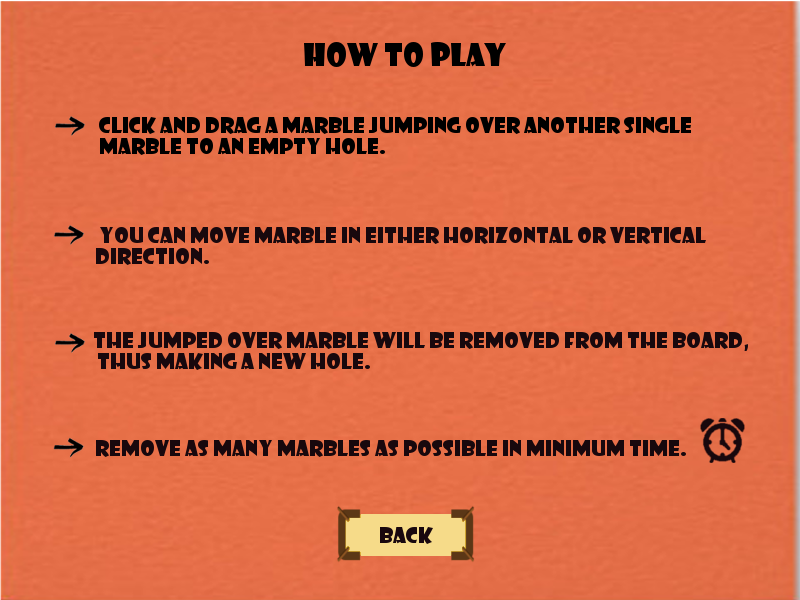 HOW TO PLAY
CLICK AND DRAG A MARBLE JUMPING OVER ANOTHER SINGLE
MARBLE TO AN EMPTY HOLE.
YOU CAN MOVE MARBLE IN EITHER HORIZONTAL OR VERTICAL
DIRECTION.
THE JUMPED OVER MARBLE WILL BE REMOVED FROM THE BOARD,
THUS MAKING A NEW HOLE.
REMOVE AS MANY MARBLES AS POSSIBLE IN MINIMUM TIME.
BACK